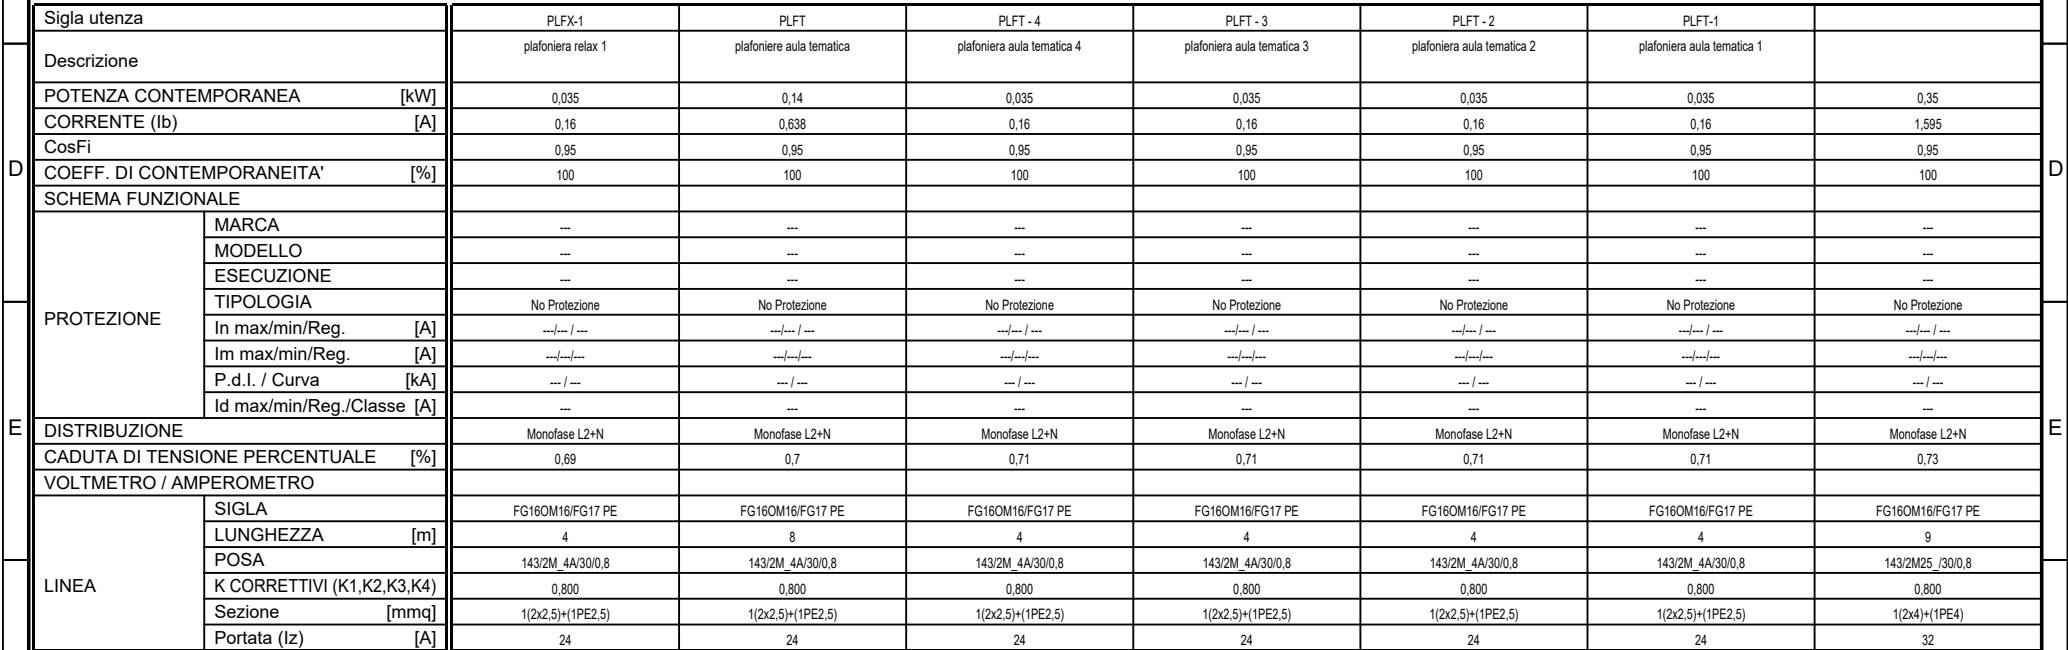 Sigla utenza PLFX-1 PLFT PLFT - 4 PLFT - 3 PLFT - 2 PLFT-1
Descrizione plafoniera relax 1 plafoniere aula tematica plafoniera aula tematica 4 plafoniera aula tematica 3 plafoniera aula tematica 2 plafoniera aula tematica 1
POTENZA CONTEMPORANEA [kW] 0,035 0,14 0,035 0,035 0,035 0,035 0,35
CORRENTE (Ib) [A] 0,16 0,638 0,16 0,16 0,16 0,16 1,595
CosFi 0,95 0,95 0,95 0,95 0,95 0,95 0,95
D COEFF. DI CONTEMPORANEITA' [%] 100 100 100 100 100 100 100 D
SCHEMA FUNZIONALE
PROTEZIONE
MARCA --- --- --- --- --- --- ---
MODELLO --- --- --- --- --- --- ---
ESECUZIONE --- --- --- --- --- --- ---
TIPOLOGIA No Protezione No Protezione No Protezione No Protezione No Protezione No Protezione No Protezione
In max/min/Reg. [A] ---/--- / --- ---/--- / --- ---/--- / --- ---/--- / --- ---/--- / --- ---/--- / --- ---/--- / ---
Im max/min/Reg. [A] ---/---/--- ---/---/--- ---/---/--- ---/---/--- ---/---/--- ---/---/--- ---/---/---
P.d.I. / Curva [kA] --- / --- --- / --- --- / --- --- / --- --- / --- --- / --- --- / ---
Id max/min/Reg./Classe [A] --- --- --- --- --- --- ---
E DISTRIBUZIONE Monofase L2+N Monofase L2+N Monofase L2+N Monofase L2+N Monofase L2+N Monofase L2+N Monofase L2+N E
CADUTA DI TENSIONE PERCENTUALE [%] 0,69 0,7 0,71 0,71 0,71 0,71 0,73
VOLTMETRO / AMPEROMETRO
LINEA
SIGLA FG16OM16/FG17 PE FG16OM16/FG17 PE FG16OM16/FG17 PE FG16OM16/FG17 PE FG16OM16/FG17 PE FG16OM16/FG17 PE FG16OM16/FG17 PE
LUNGHEZZA [m] 4 8 4 4 4 4 9
POSA 143/2M_4A/30/0,8 143/2M_4A/30/0,8 143/2M_4A/30/0,8 143/2M_4A/30/0,8 143/2M_4A/30/0,8 143/2M_4A/30/0,8 143/2M25_/30/0,8
K CORRETTIVI (K1,K2,K3,K4) 0,800 0,800 0,800 0,800 0,800 0,800 0,800
Sezione [mmq] 1(2x2,5)+(1PE2,5) 1(2x2,5)+(1PE2,5) 1(2x2,5)+(1PE2,5) 1(2x2,5)+(1PE2,5) 1(2x2,5)+(1PE2,5) 1(2x2,5)+(1PE2,5) 1(2x4)+(1PE4)
Portata (Iz) [A] 24 24 24 24 24 24 32